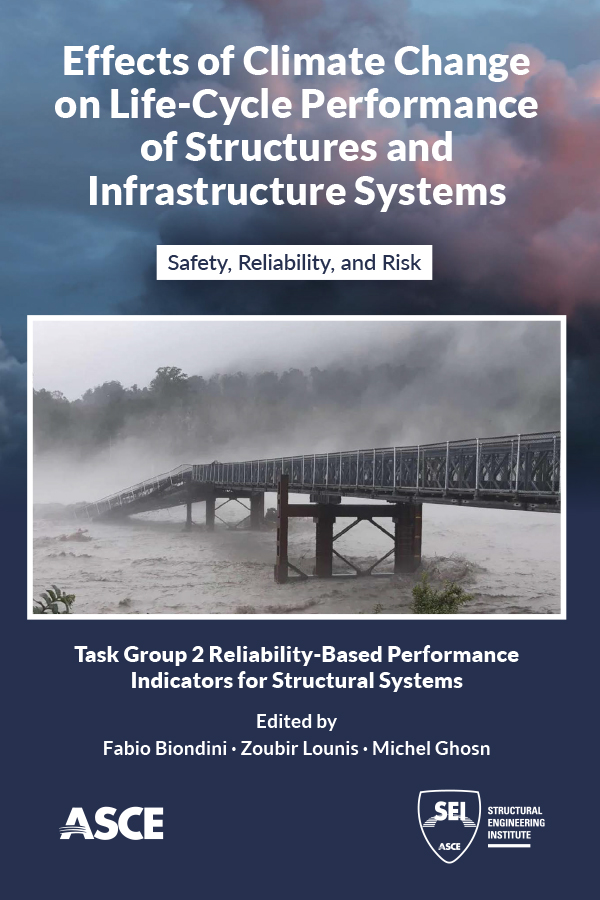 Effects of Climate Change
on Life-Cycle Performance
of Structures and
Infrastructure Systems
Safety, Reliability, and Risk
Task Group 2 Reliability-Based Performance
Indicators for Structural Systems
Edited by
Fabio Biondini · Zoubir Lounis · Michel Ghosn
ASCE
SEI
ASCE
STRUCTURAL
ENGINEERING
INSTITUTE